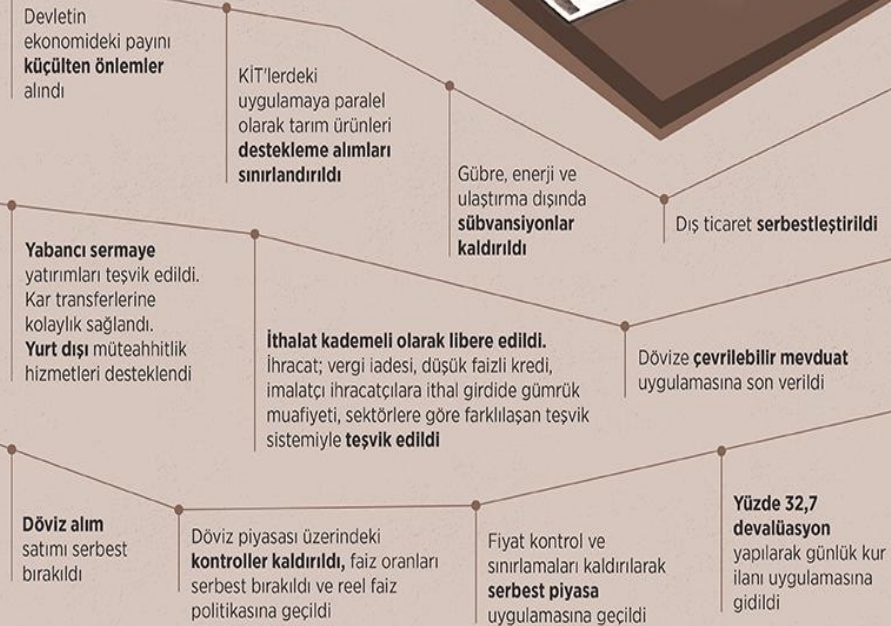 Devletin
ekonomideki payını
küçülten önlemler
alındı
KİT'lerdeki
uygulamaya paralel
olarak tarım ürünleri
destekleme alımları
sınırlandırıldı
Gübre, enerji ve
ulaştırma dışında
sübvansiyonlar
kaldırıldı
Dış ticaret serbestleştirildi
Yabancı sermaye
yatırımları teşvik edildi.
Kar transferlerine
kolaylık sağlandı.
Yurt dışı müteahhitlik
hizmetleri desteklendi
İthalat kademeli olarak libere edildi.
İhracat; vergi iadesi, düşük faizli kredi,
imalatçı ihracatçılara ithal girdide gümrük
muafiyeti, sektörlere göre farklılaşan teşvik
sistemiyle teşvik edildi
Dövize çevrilebilir mevduat
uygulamasına son verildi
Döviz alım
satımı serbest
bırakıldı
Döviz piyasası üzerindeki
kontroller kaldırıldı, faiz oranları
serbest bırakıldı ve reel faiz
politikasına geçildi
Fiyat kontrol ve
sınırlamaları kaldırılarak
serbest piyasa
uygulamasına geçildi
Yüzde 32,7
devalüasyon
yapılarak günlük kur
ilanı uygulamasına
gidildi